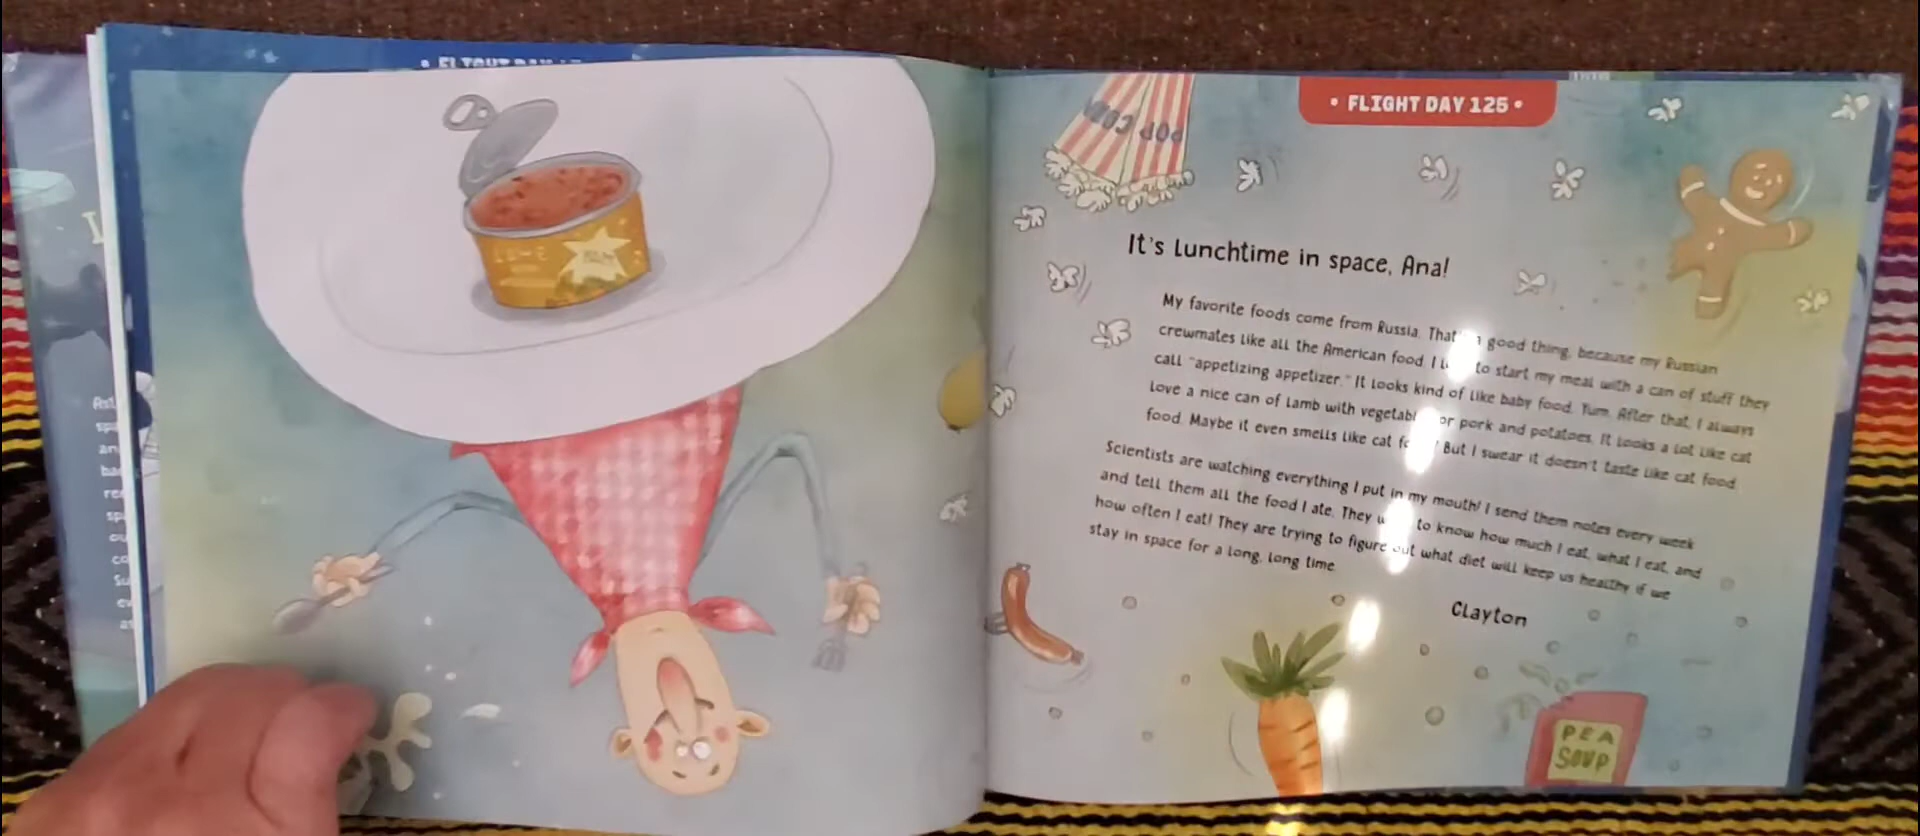 FLIGHT DAY
POP CORN
• FLIGHT DAY 125 •
It's Lunchtime in space, Ana!
My favorite foods come from Russia. That a good thing, because my Russian
crewmates like all the American food. I to start my meal with a can of stuff they
call "appetizing appetizer." It looks kind of like baby food. Yum. After that, I always
love a nice can of lamb with or pork and potatoes. It looks a lot like cat
food. Maybe it even smells like cat But I swear it doesn't taste like cat food.
Scientists are watching everything I put in my mouth! I send them notes every week
and tell them all the food I ate. They to know how much I eat, what I eat, and
how often I eat! They are trying to figure out what diet will keep us healthy if we
stay in space for a long, long time.
Clayton
PEA
SOUP